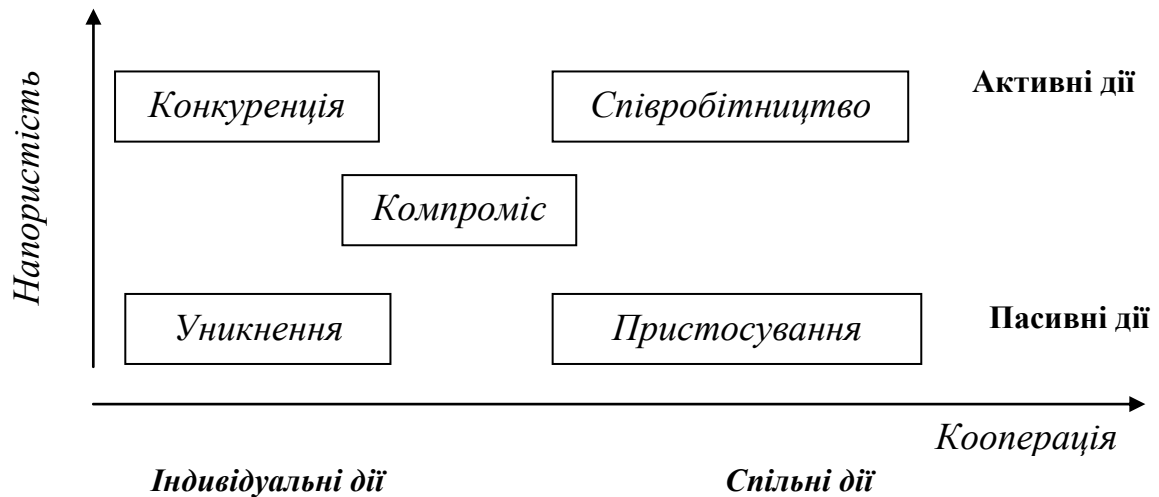 Напористість
Конкуренція
Співробітництво
Активні дії
Компроміс
Уникнення
Пристосування
Пасивні дії
Кооперація
Індивідуальні дії
Спільні дії